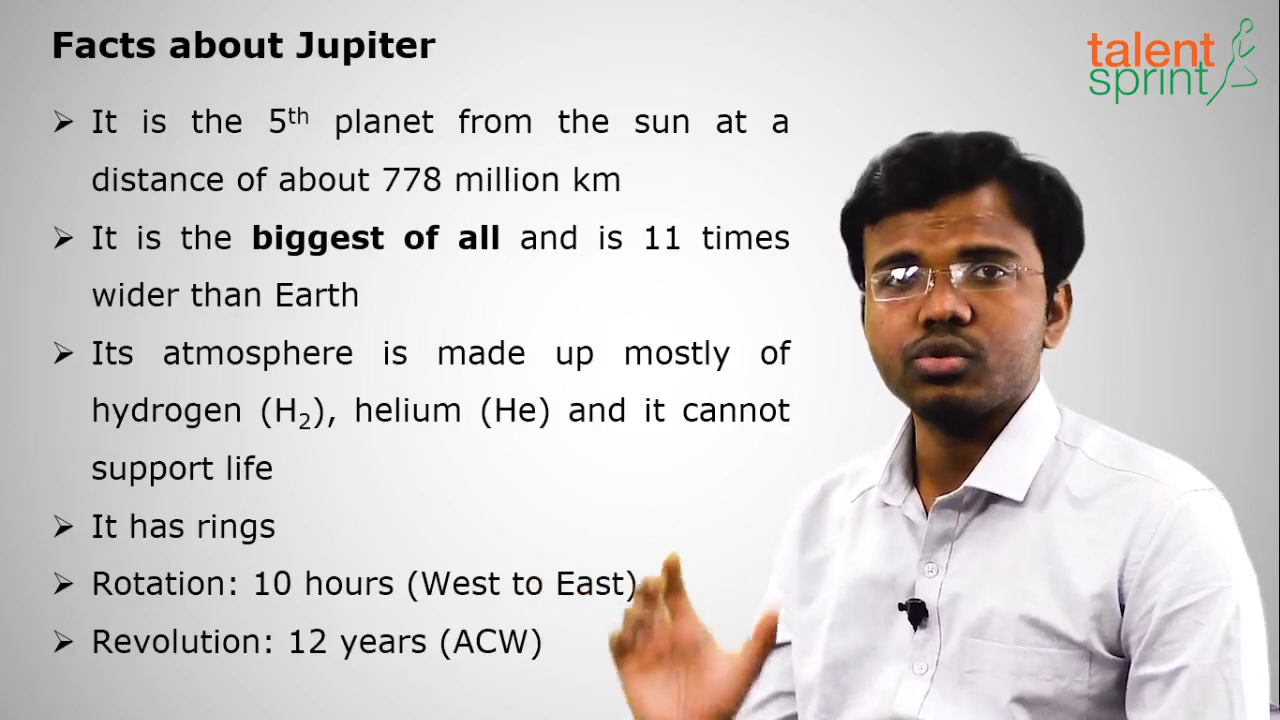 Facts about Jupiter
talent
sprint
➢ It is the 5th planet from the sun at a
distance of about 778 million km
➢ It is the biggest of all and is 11 times
wider than Earth
➢ Its atmosphere is made up mostly of
hydrogen (H2), helium (He) and it cannot
support life
➢ It has rings
➢ Rotation: 10 hours (West to East)
➢ Revolution: 12 years (ACW)